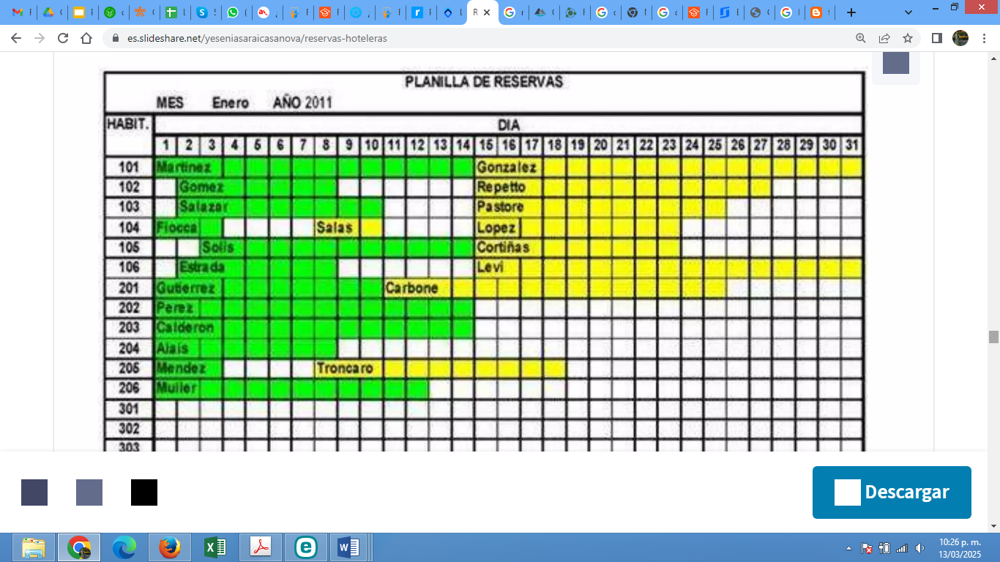 es.slideshare.net/yeseniasaraicasanova/reservas-hoteleras
PLANILLA DE RESERVAS
MES Enero AÑO 2011
HABIT. DIA
1 2 3 4 5 6 7 8 9 10 11 12 13 14 15 16 17 18 19 20 21 22 23 24 25 26 27 28 29 30 31
101 Martinez Gonzalez
102 Gomez Repetto
103 Salazar Pastore
104 Fiocca Salas Lopez
105 Solis Cortiñas
106 Estrada Levi
201 Gutierrez Carbone
202 Perez
203 Calderon
204 Alais
205 Mendez Troncaro
206 Muller
301
302
303
Descargar
10:26 p. m.
13/03/2025